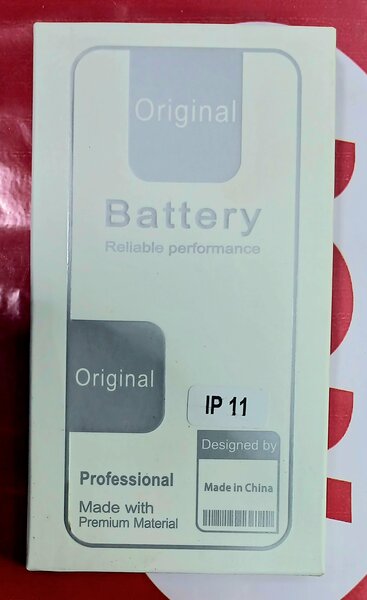 Original
Battery
Reliable performance
Original
IP 11
Designed by
Made in China
Professional
Made with
Premium Material